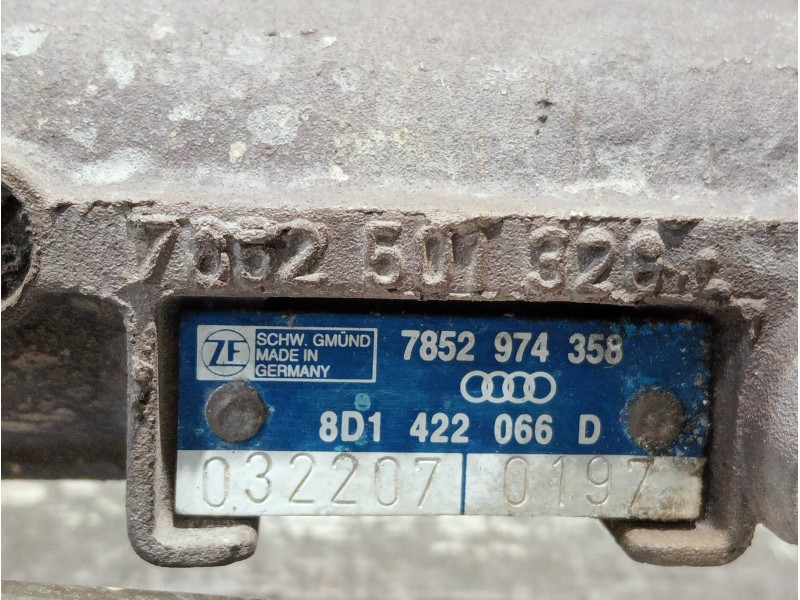 7852 501 328
ZF
SCHW. GMÜND
MADE IN
GERMANY
7852 974 358
8D1 422 066 D
032207 0197